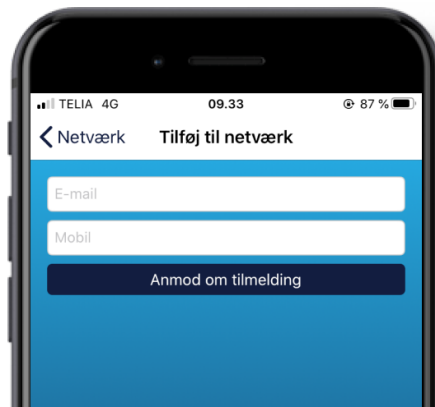 TELIA 4G 09.33 87 %
Netværk Tilføj til netværk
E-mail
Mobil
Anmod om tilmelding